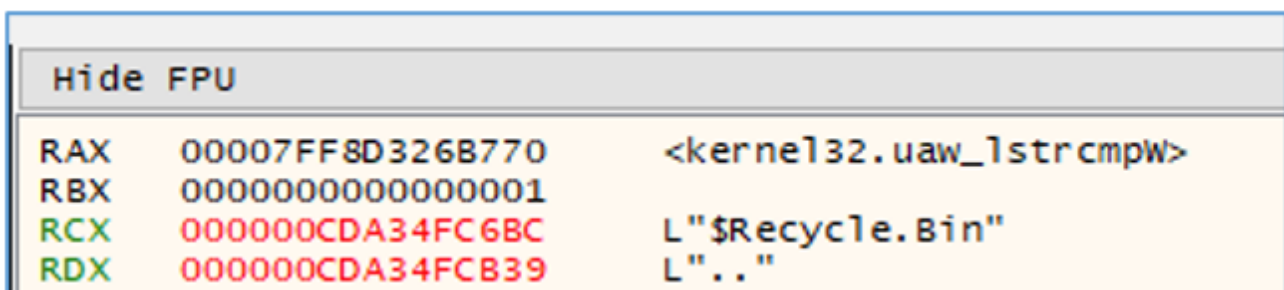 Hide FPU
RAX 00007FF8D326B770 <kernel32.uaw_lstrcmpW>
RBX 0000000000000001
RCX 000000CDA34FC6BC L"$Recycle.Bin"
RDX 000000CDA34FCB39 L".."